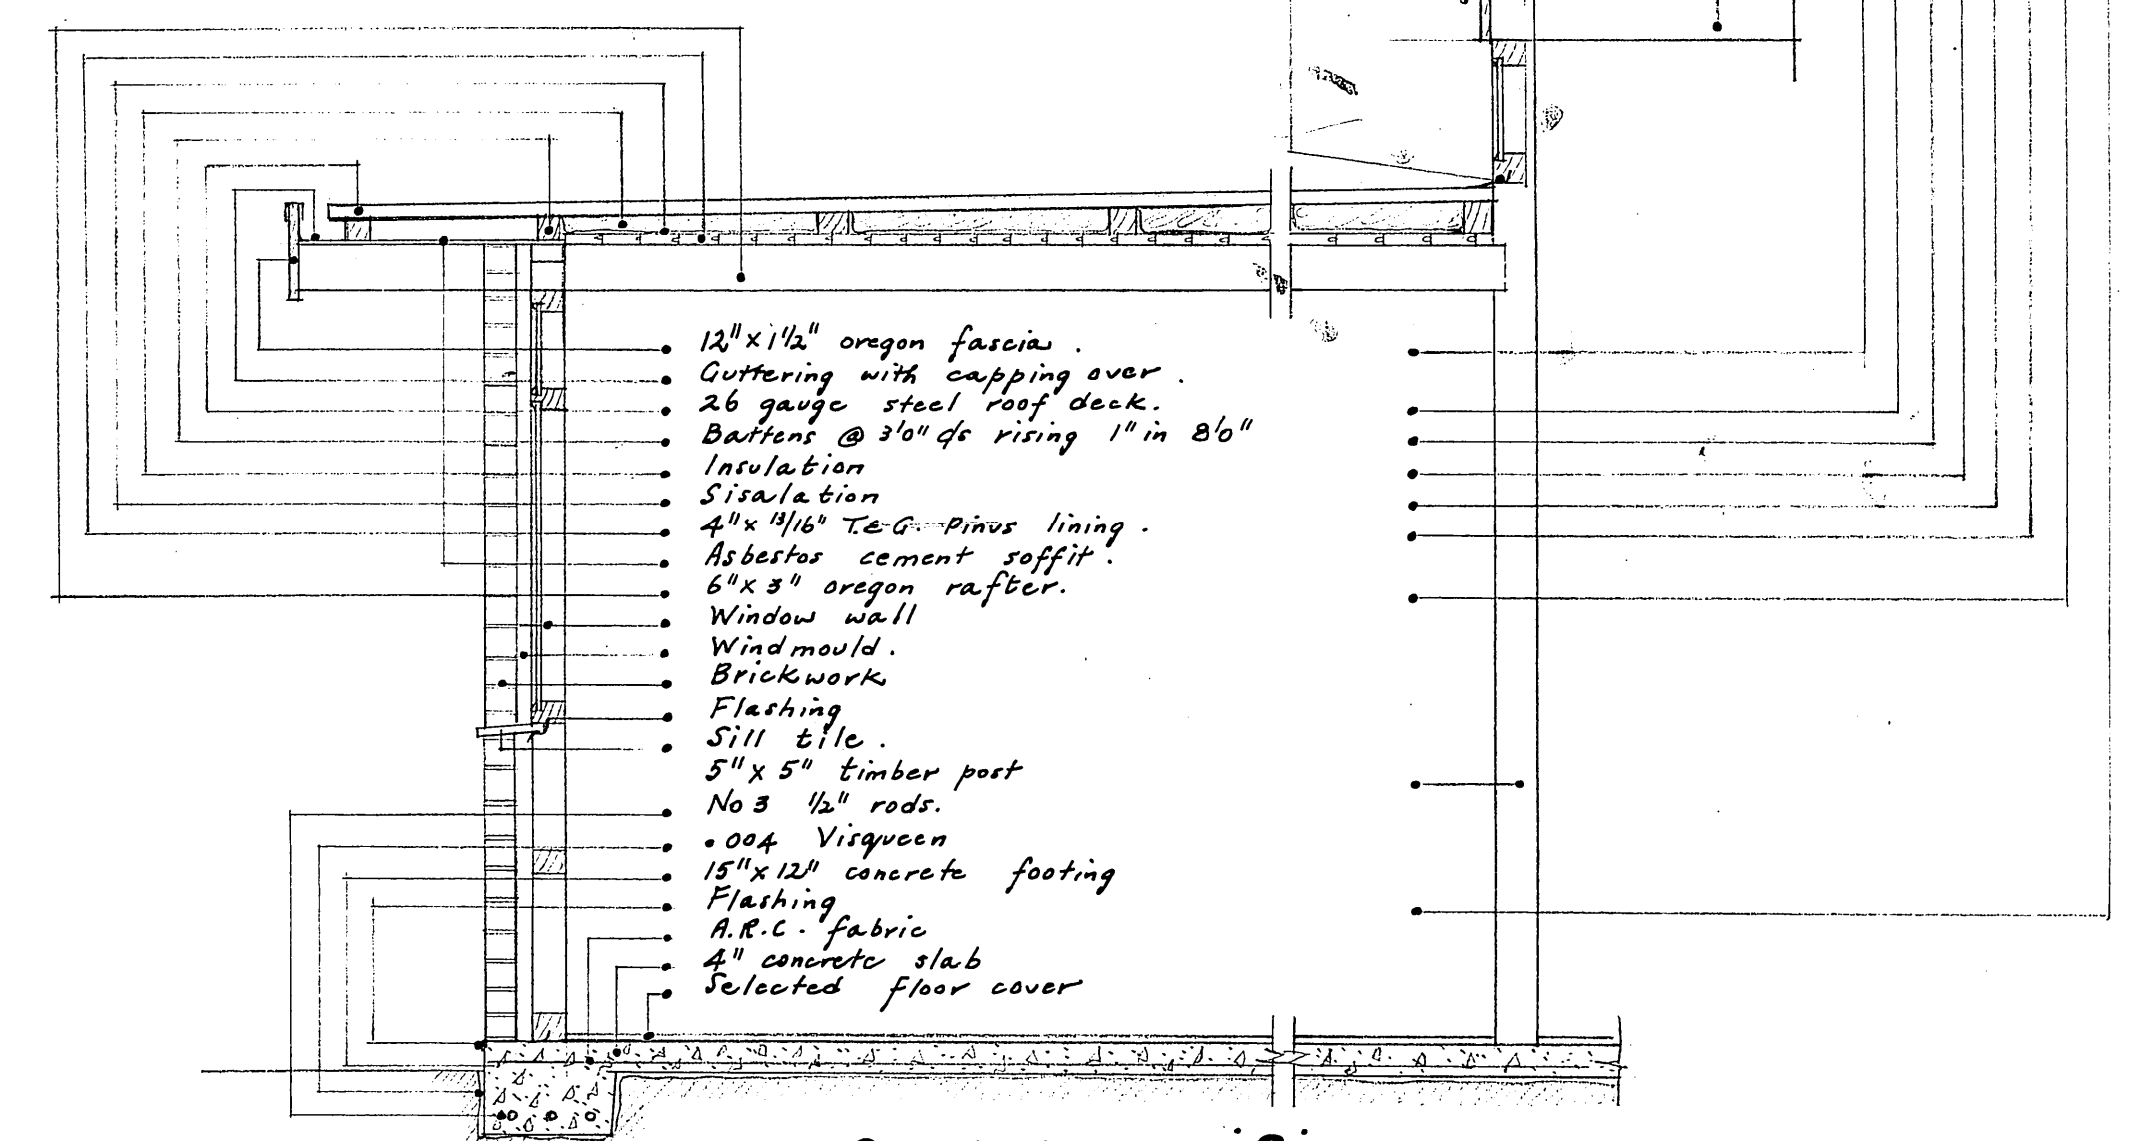 12"x 1½" oregon fascia.
Guttering with capping over.
26 gauge steel roof deck.
Battens @ 3'0" c/s rising 1" in 8'0"
Insulation
Sisalation
4"x 13/16" T.&G. pinus lining.
Asbestos cement soffit.
6"x 3" oregon rafter.
Window wall
Windmould.
Brickwork
Flashing
Sill tile.
5"x 5" timber post
No 3 ½" rods.
.004 Visqueen
15"x 12" concrete footing
Flashing
A.R.C. fabric
4" concrete slab
Selected floor cover